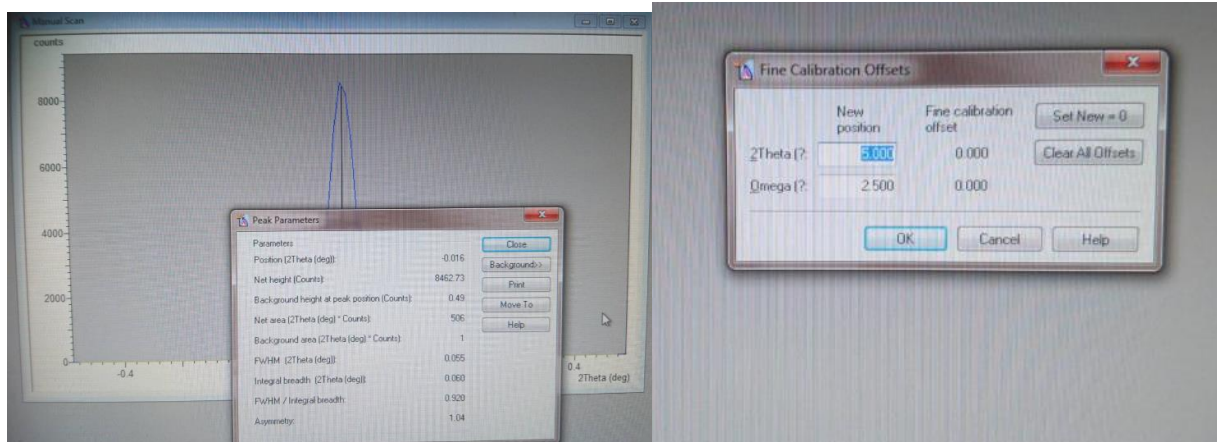 Manual Scan
counts
8000
6000
4000
2000
0
-0.4
0.4
2Theta (deg)
Peak Parameters
Parameters
Position [2Theta (deg)]: -0.016
Net height [Counts]: 8462.73
Background height at peak position (Counts): 0.49
Net area [2Theta (deg) * Counts]: 506
Background area [2Theta (deg) * Counts]: 1
FWHM [2Theta (deg)]: 0.055
Integral breadth [2Theta (deg)]: 0.060
FWHM / Integral breadth: 0.920
Asymmetry: 1.04
Close
Background>>
Print
Move To
Help
Fine Calibration Offsets
New position
Fine calibration offset
Set New = 0
2Theta [?: 5.000 0.000
Clear All Offsets
Omega [?: 2.500 0.000
OK Cancel Help